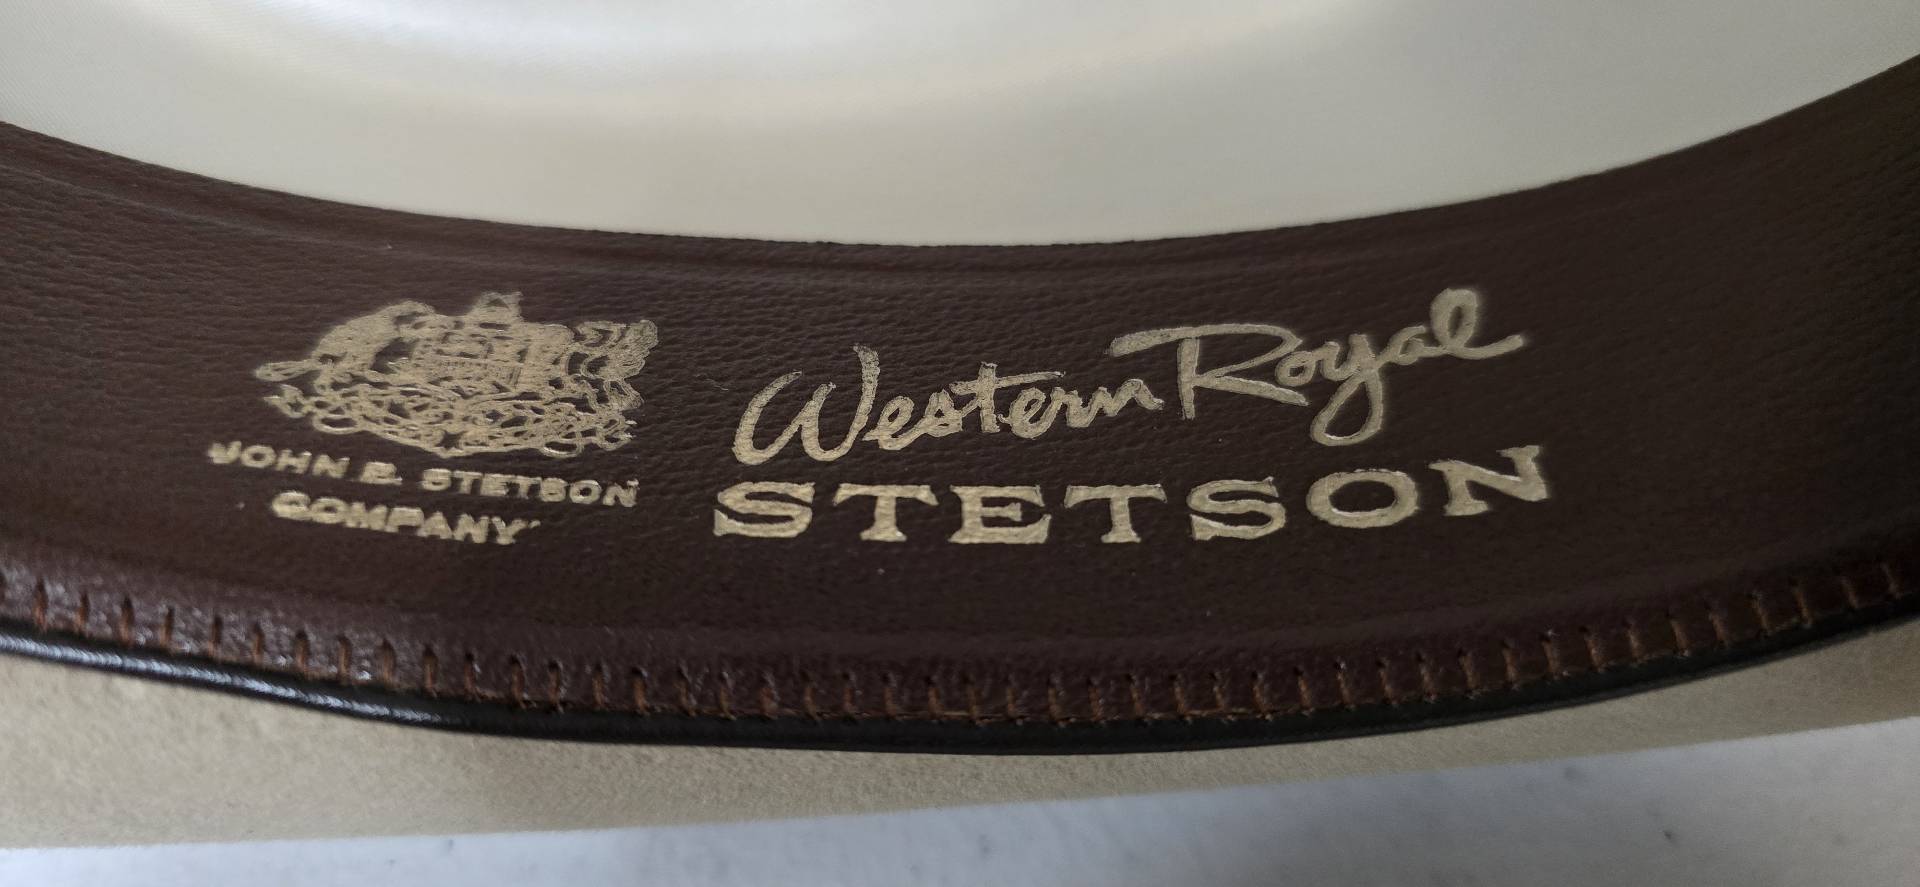 JOHN B. STETSON
COMPANY
Western Royal
STETSON